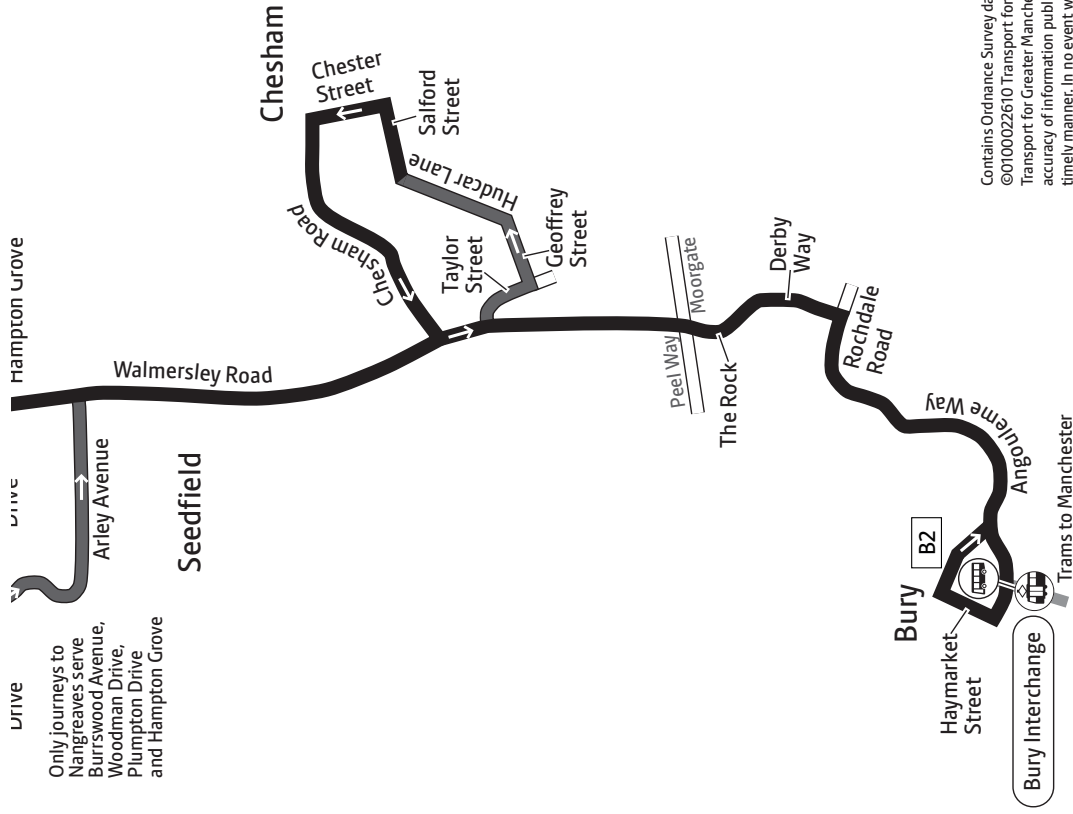 Drive
Drive
Hampton Grove
Only journeys to
Nangreaves serve
Burrswood Avenue,
Woodman Drive,
Plumpton Drive
and Hampton Grove
Arley Avenue
Walmersley Road
Seedfield
Chesham
Chester
Street
Salford
Street
Hudcar Lane
Chesham Road
Taylor
Street
Geoffrey
Street
Peel Way
Moorgate
The Rock
Derby
Way
Rochdale
Road
Angouleme Way
B2
Bury
Haymarket
Street
Bury Interchange
Trams to Manchester
Contains Ordnance Survey da
©0100022610 Transport for
Transport for Greater Manche
accuracy of information publ
timely manner. In no event w